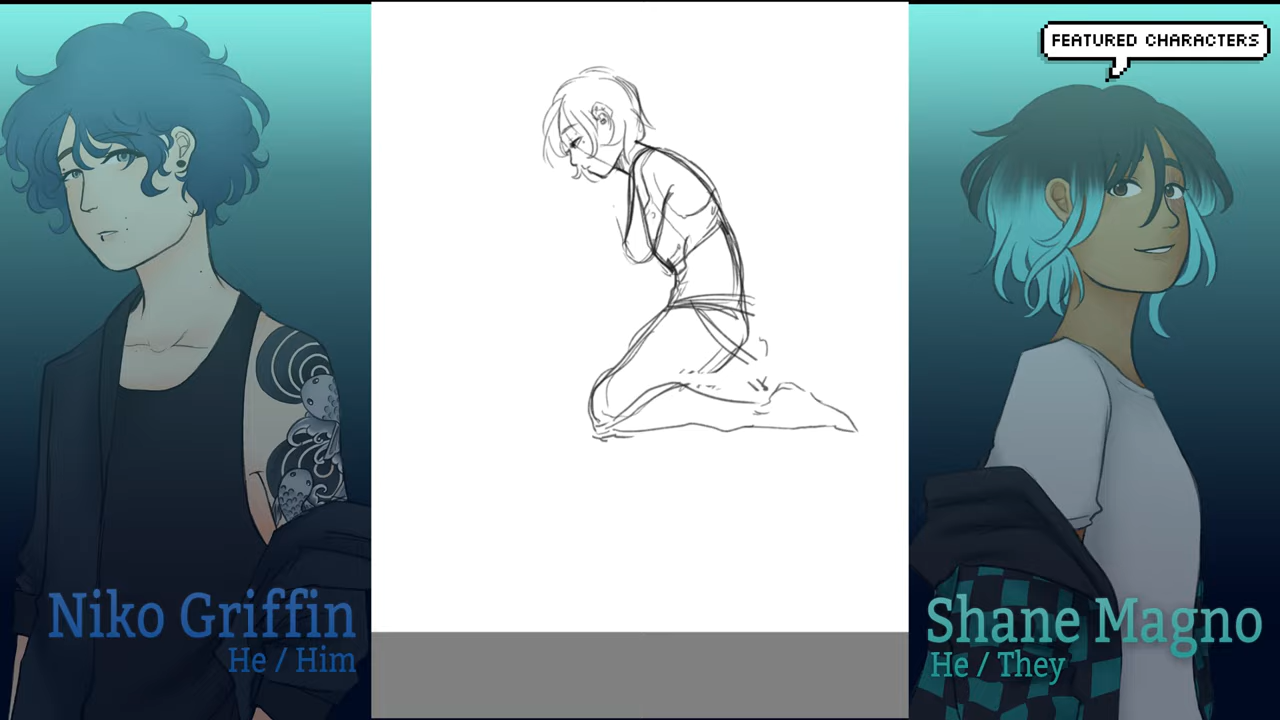 FEATURED CHARACTERS
Niko Griffin
He / Him
Shane Magno
He / They